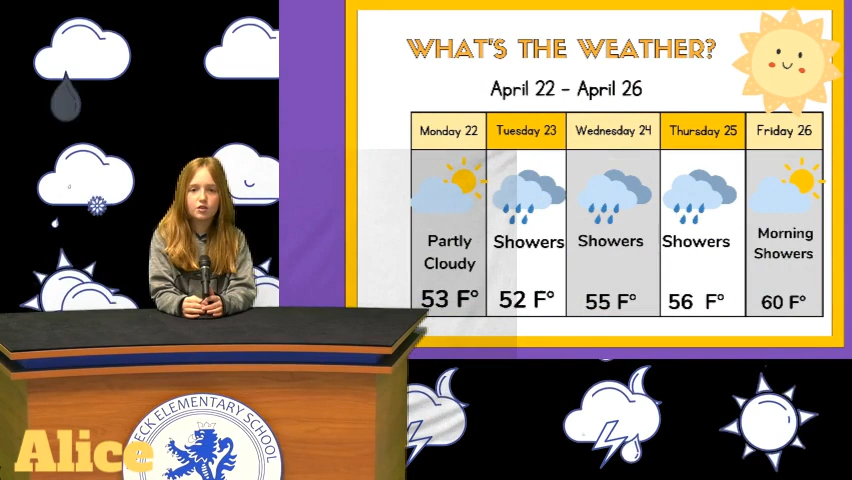 WHAT'S THE WEATHER?
April 22 - April 26
Monday 22 Tuesday 23 Wednesday 24 Thursday 25 Friday 26
Partly Cloudy Showers Showers Showers Morning Showers
53 F° 52 F° 55 F° 56 F° 60 F°
ECK ELEMENTARY SCHOOL
Alice